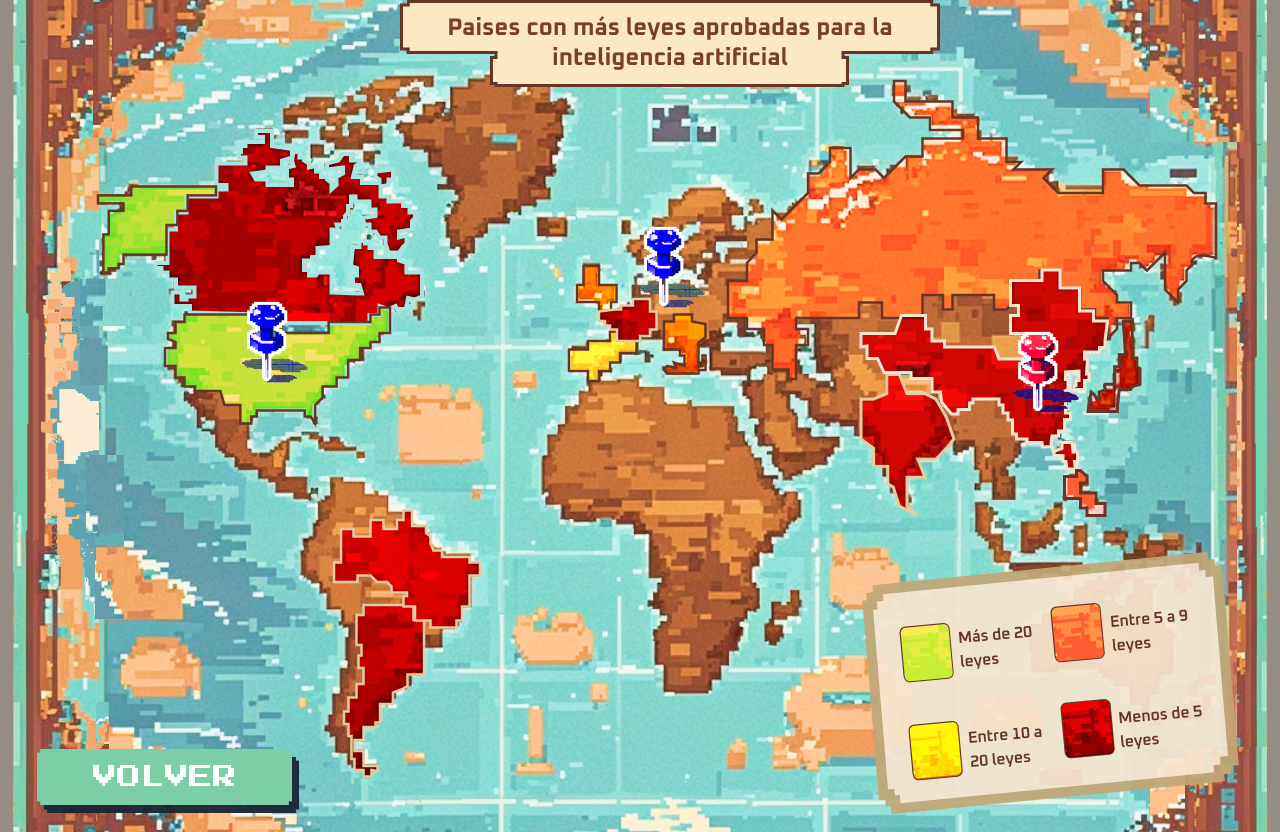 Paises con más leyes aprobadas para la
inteligencia artificial
Más de 20
leyes
Entre 5 a 9
leyes
Entre 10 a
20 leyes
Menos de 5
leyes
VOLVER